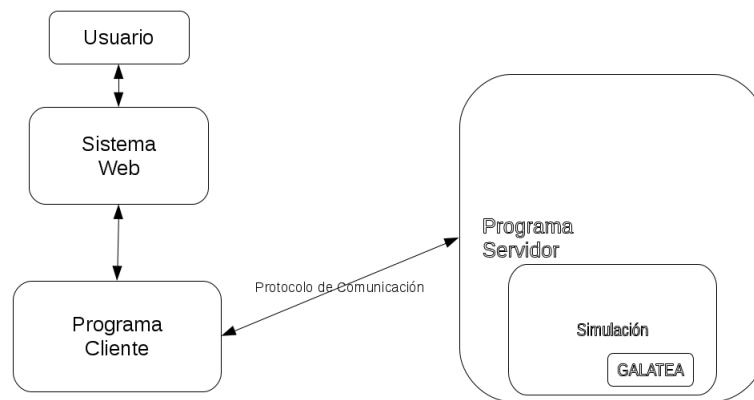 Usuario
Sistema
Web
Programa
Cliente
Protocolo de Comunicación
Programa
Servidor
Simulación
GALATEA